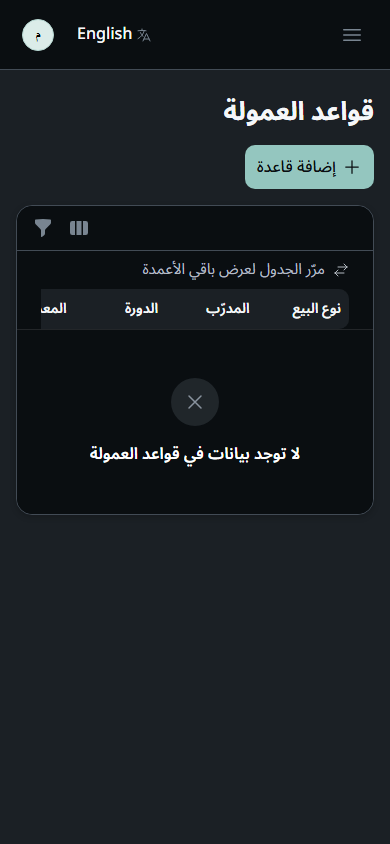 English
م
قواعد العمولة
إضافة قاعدة
مرّر الجدول لعرض باقي الأعمدة
نوع البيع المدرّب الدورة
لا توجد بيانات في قواعد العمولة